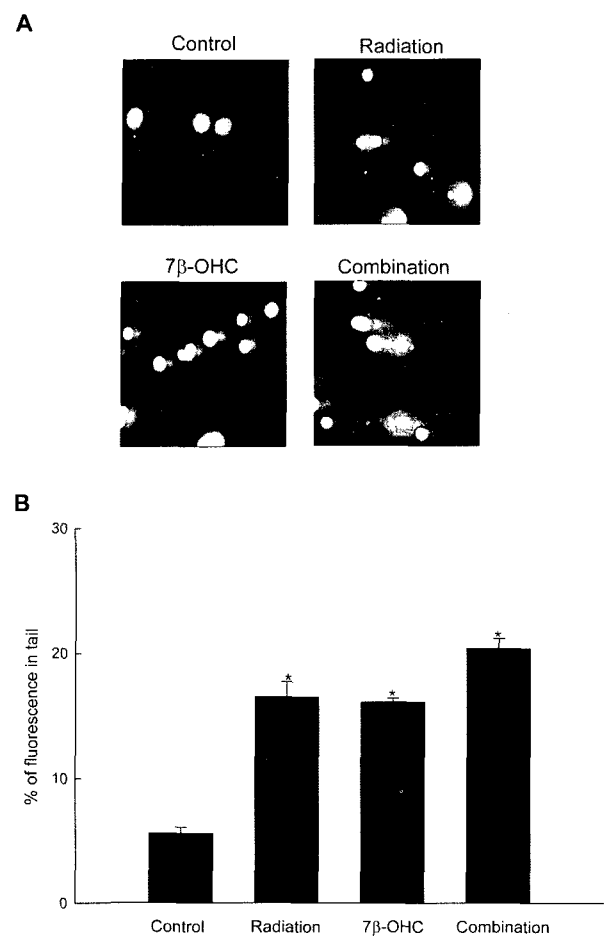 A
Control
Radiation
7β-OHC
Combination
B
30
20
10
0
% of fluorescence in tail
*
*
*
Control
Radiation
7β-OHC
Combination